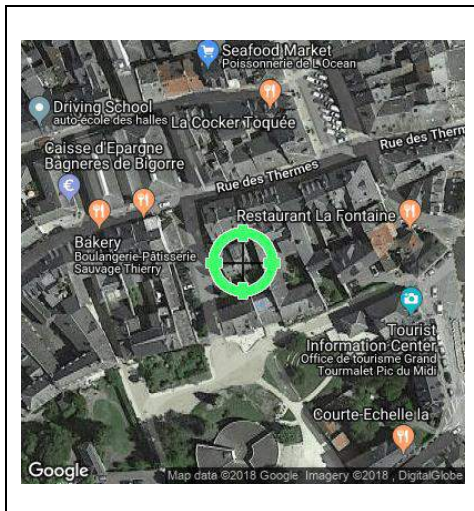 Seafood Market
Poissonnerie de L'Ocean
Driving School
auto-école des halles
La Cocker Toquée
Rue des Thermes
Caisse d'Epargne
Bagneres de Bigorre
€
Rue des Thermes
Restaurant La Fontaine
Bakery
Boulangerie-Pâtisserie
Sauvage Thierry
Tourist
Information Center
Office de tourisme Grand
Tourmalet Pic du Midi
Courte-Echelle la
Google
Map data ©2018 Google Imagery ©2018 , DigitalGlobe